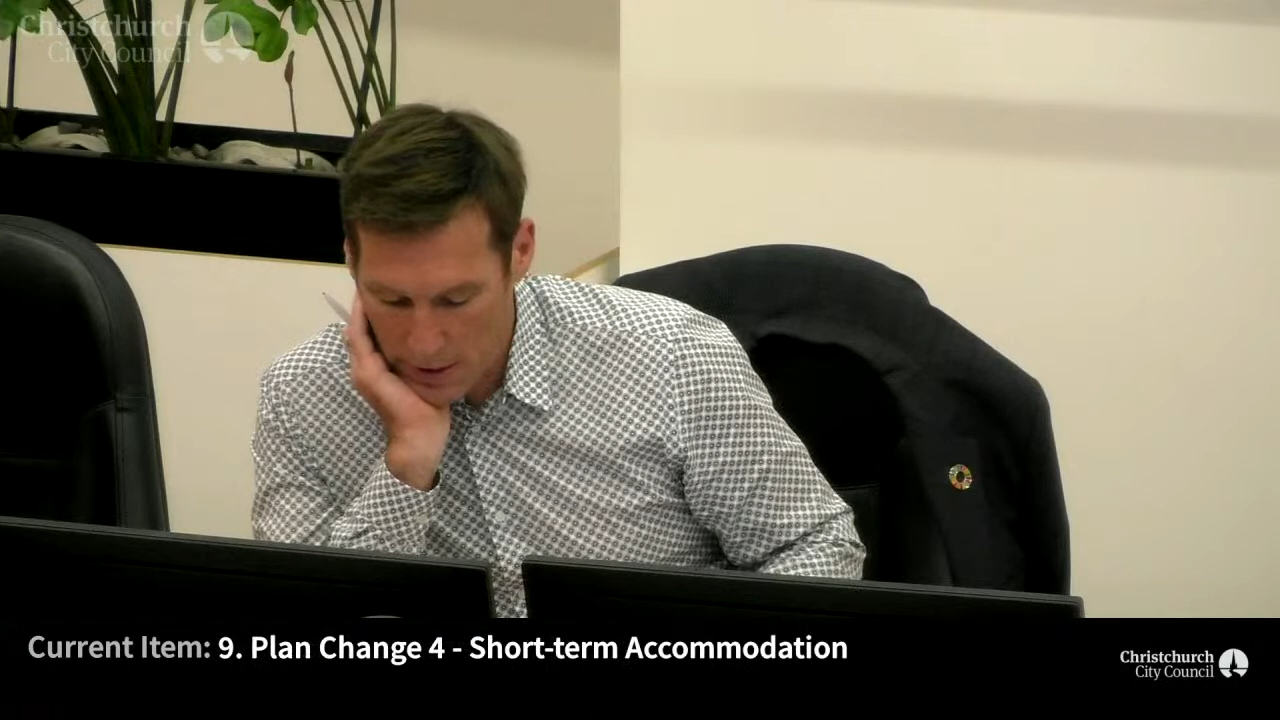 Christchurch
City Council
Current Item: 9. Plan Change 4 - Short-term Accommodation
Christchurch
City Council